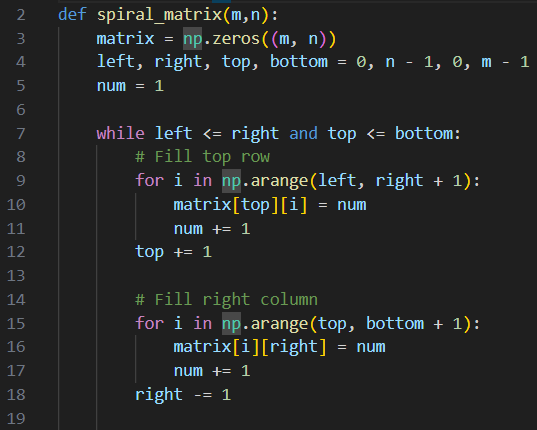 2 def spiral_matrix(m,n):
3     matrix = np.zeros((m, n))
4     left, right, top, bottom = 0, n - 1, 0, m - 1
5     num = 1
6
7     while left <= right and top <= bottom:
8         # Fill top row
9         for i in np.arange(left, right + 1):
10             matrix[top][i] = num
11             num += 1
12         top += 1
13
14         # Fill right column
15         for i in np.arange(top, bottom + 1):
16             matrix[i][right] = num
17             num += 1
18         right -= 1
19